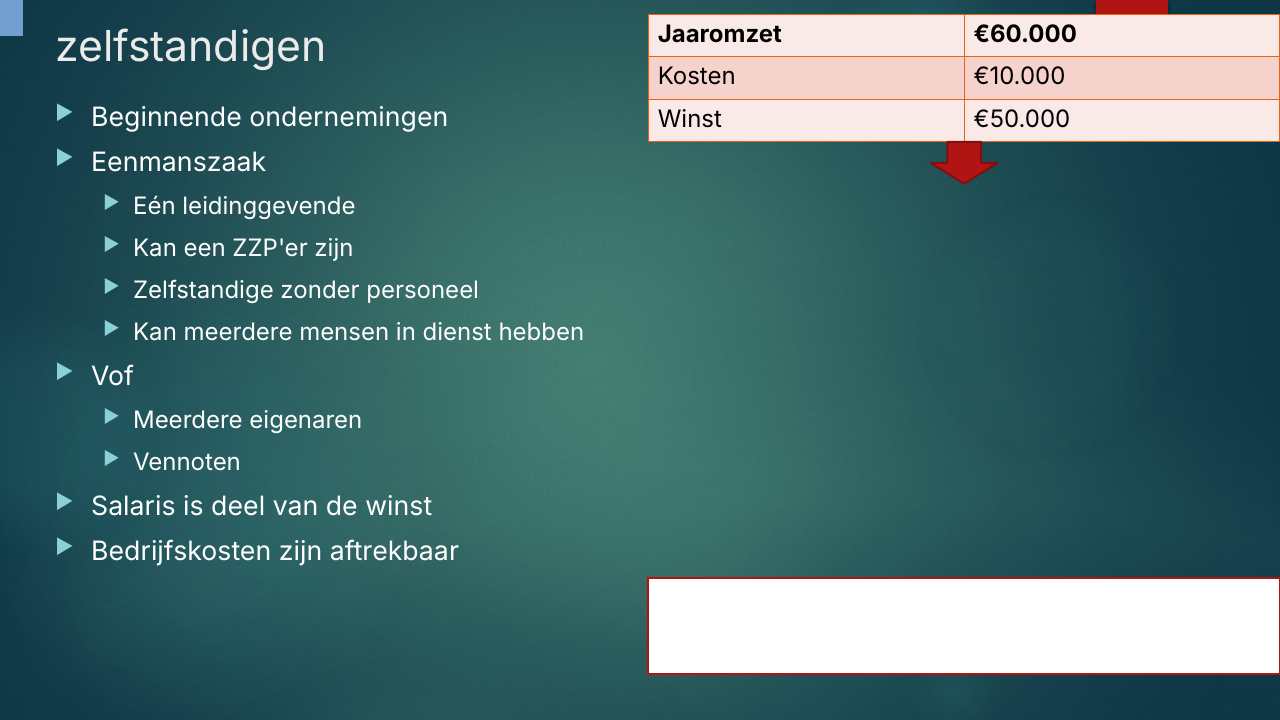 zelfstandigen
Beginnende ondernemingen
Eenmanszaak
Eén leidinggevende
Kan een ZZP'er zijn
Zelfstandige zonder personeel
Kan meerdere mensen in dienst hebben
Vof
Meerdere eigenaren
Vennoten
Salaris is deel van de winst
Bedrijfskosten zijn aftrekbaar
Jaaromzet €60.000
Kosten €10.000
Winst €50.000